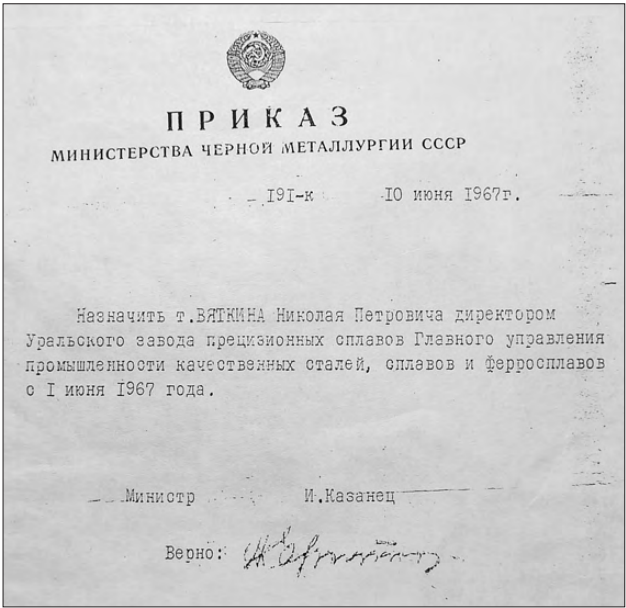 ПРИКАЗ
МИНИСТЕРСТВА ЧЕРНОЙ МЕТАЛЛУРГИИ СССР
191-к 10 июня 1967г.
Назначить т.ВЯТКИНА Николая Петровича директором
Уральского завода прецизионных сплавов Главного управления
промышленности качественных сталей, сплавов и ферросплавов
с 1 июня 1967 года.
Министр И.Казанец
Верно: